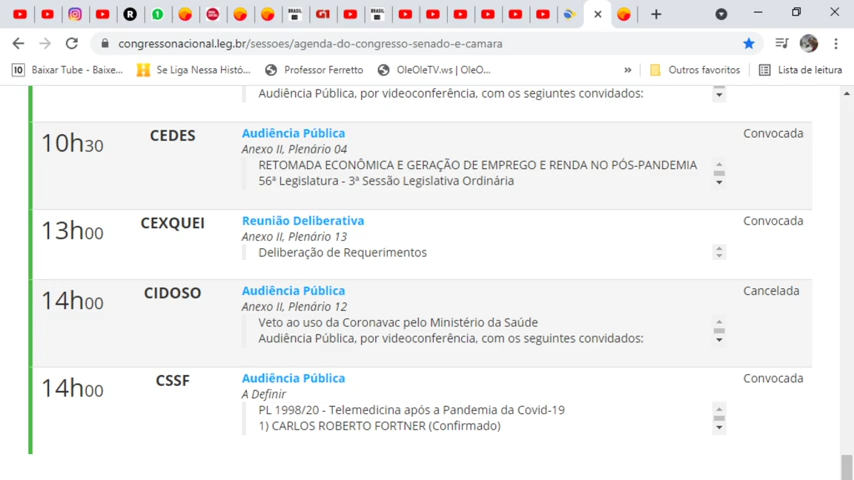 congressonacional.leg.br/sessoes/agenda-do-congresso-senado-e-camara
Baixar Tube - Baixe... Se Liga Nessa Histó... Professor Ferretto OleOleTV.ws | OleO... » Outros favoritos Lista de leitura
Audiência Pública, por videoconferência, com os segiuntes convidados:
10h30 CEDES Audiência Pública Convocada
Anexo II, Plenário 04
RETOMADA ECONÔMICA E GERAÇÃO DE EMPREGO E RENDA NO PÓS-PANDEMIA
56ª Legislatura - 3ª Sessão Legislativa Ordinária
13h00 CEXQUEI Reunião Deliberativa Convocada
Anexo II, Plenário 13
Deliberação de Requerimentos
14h00 CIDOSO Audiência Pública Cancelada
Anexo II, Plenário 12
Veto ao uso da Coronavac pelo Ministério da Saúde
Audiência Pública, por videoconferência, com os seguintes convidados:
14h00 CSSF Audiência Pública Convocada
A Definir
PL 1998/20 - Telemedicina após a Pandemia da Covid-19
1) CARLOS ROBERTO FORTNER (Confirmado)